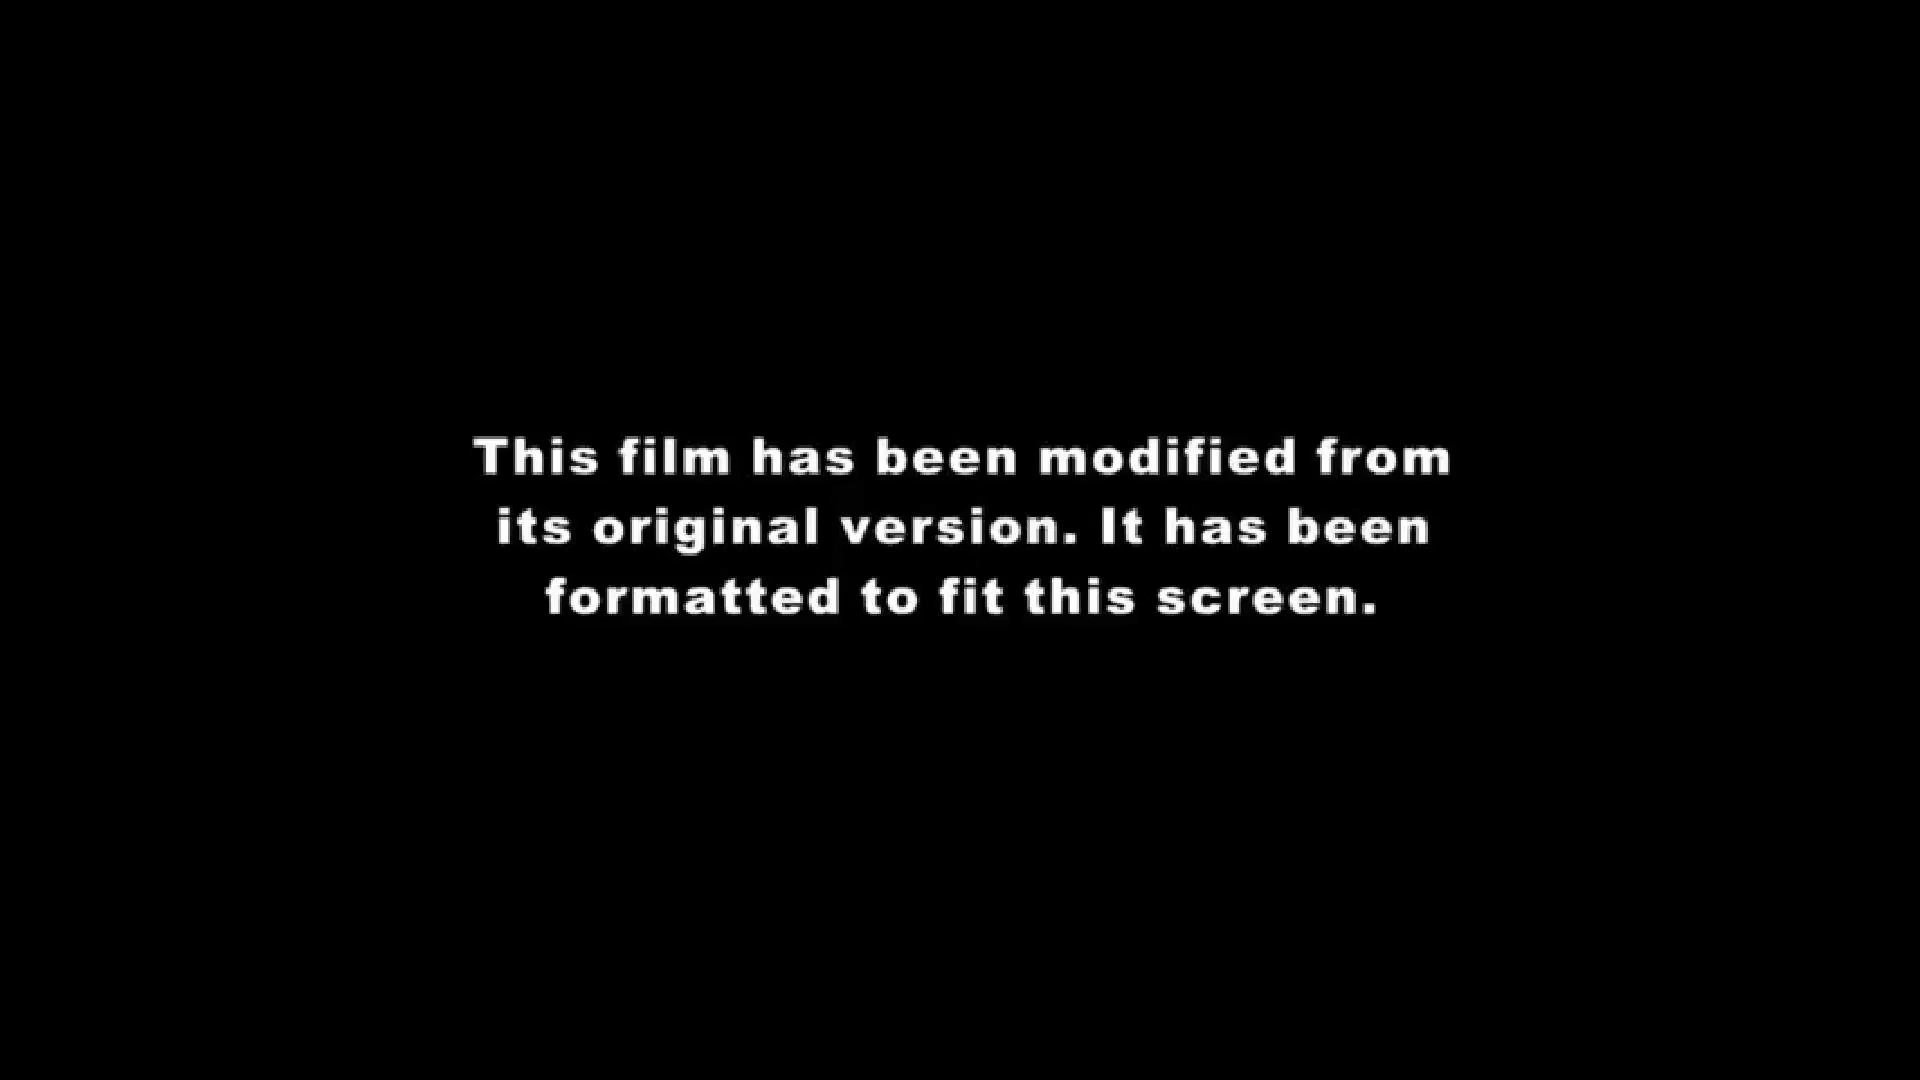 This film has been modified from
its original version. It has been
formatted to fit this screen.